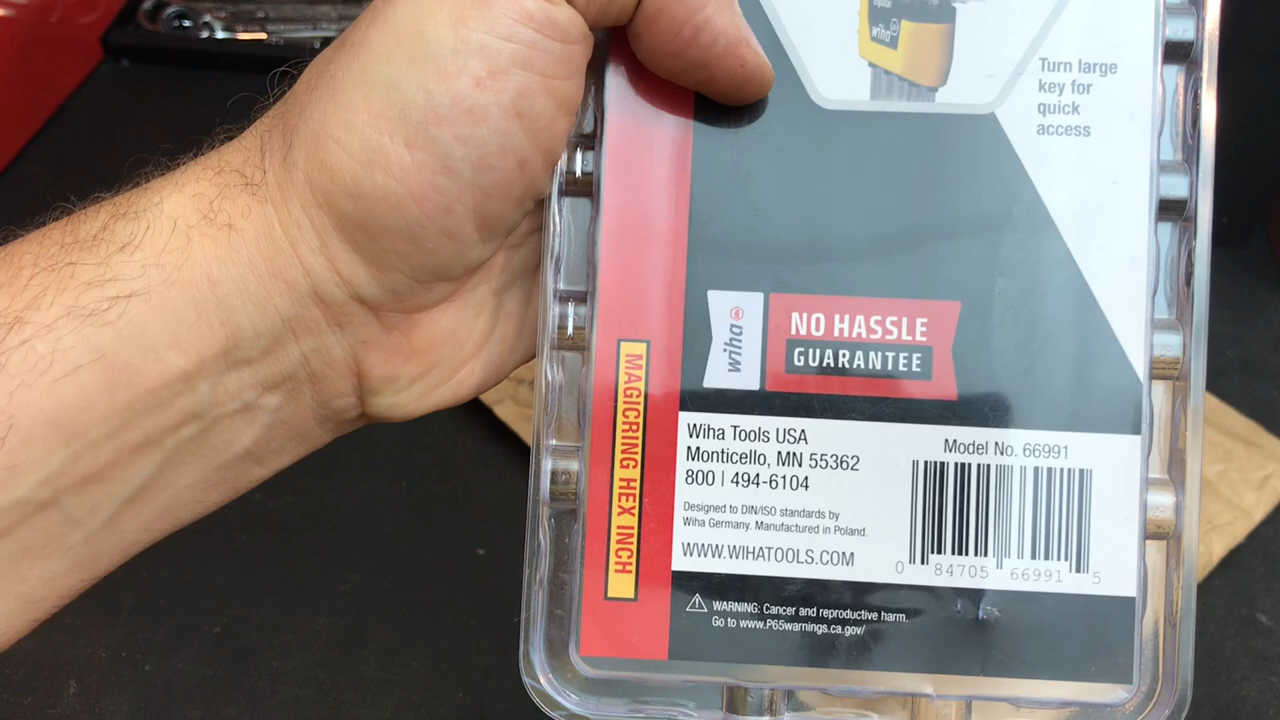 wiha
Turn large
key for
quick
access
wiha
NO HASSLE
GUARANTEE
MAGICRING HEX INCH
Wiha Tools USA
Monticello, MN 55362
800 | 494-6104
Designed to DIN/ISO standards by
Wiha Germany. Manufactured in Poland.
WWW.WIHATOOLS.COM
Model No. 66991
0 84705 66991 5
WARNING: Cancer and reproductive harm.
Go to www.P65warnings.ca.gov/